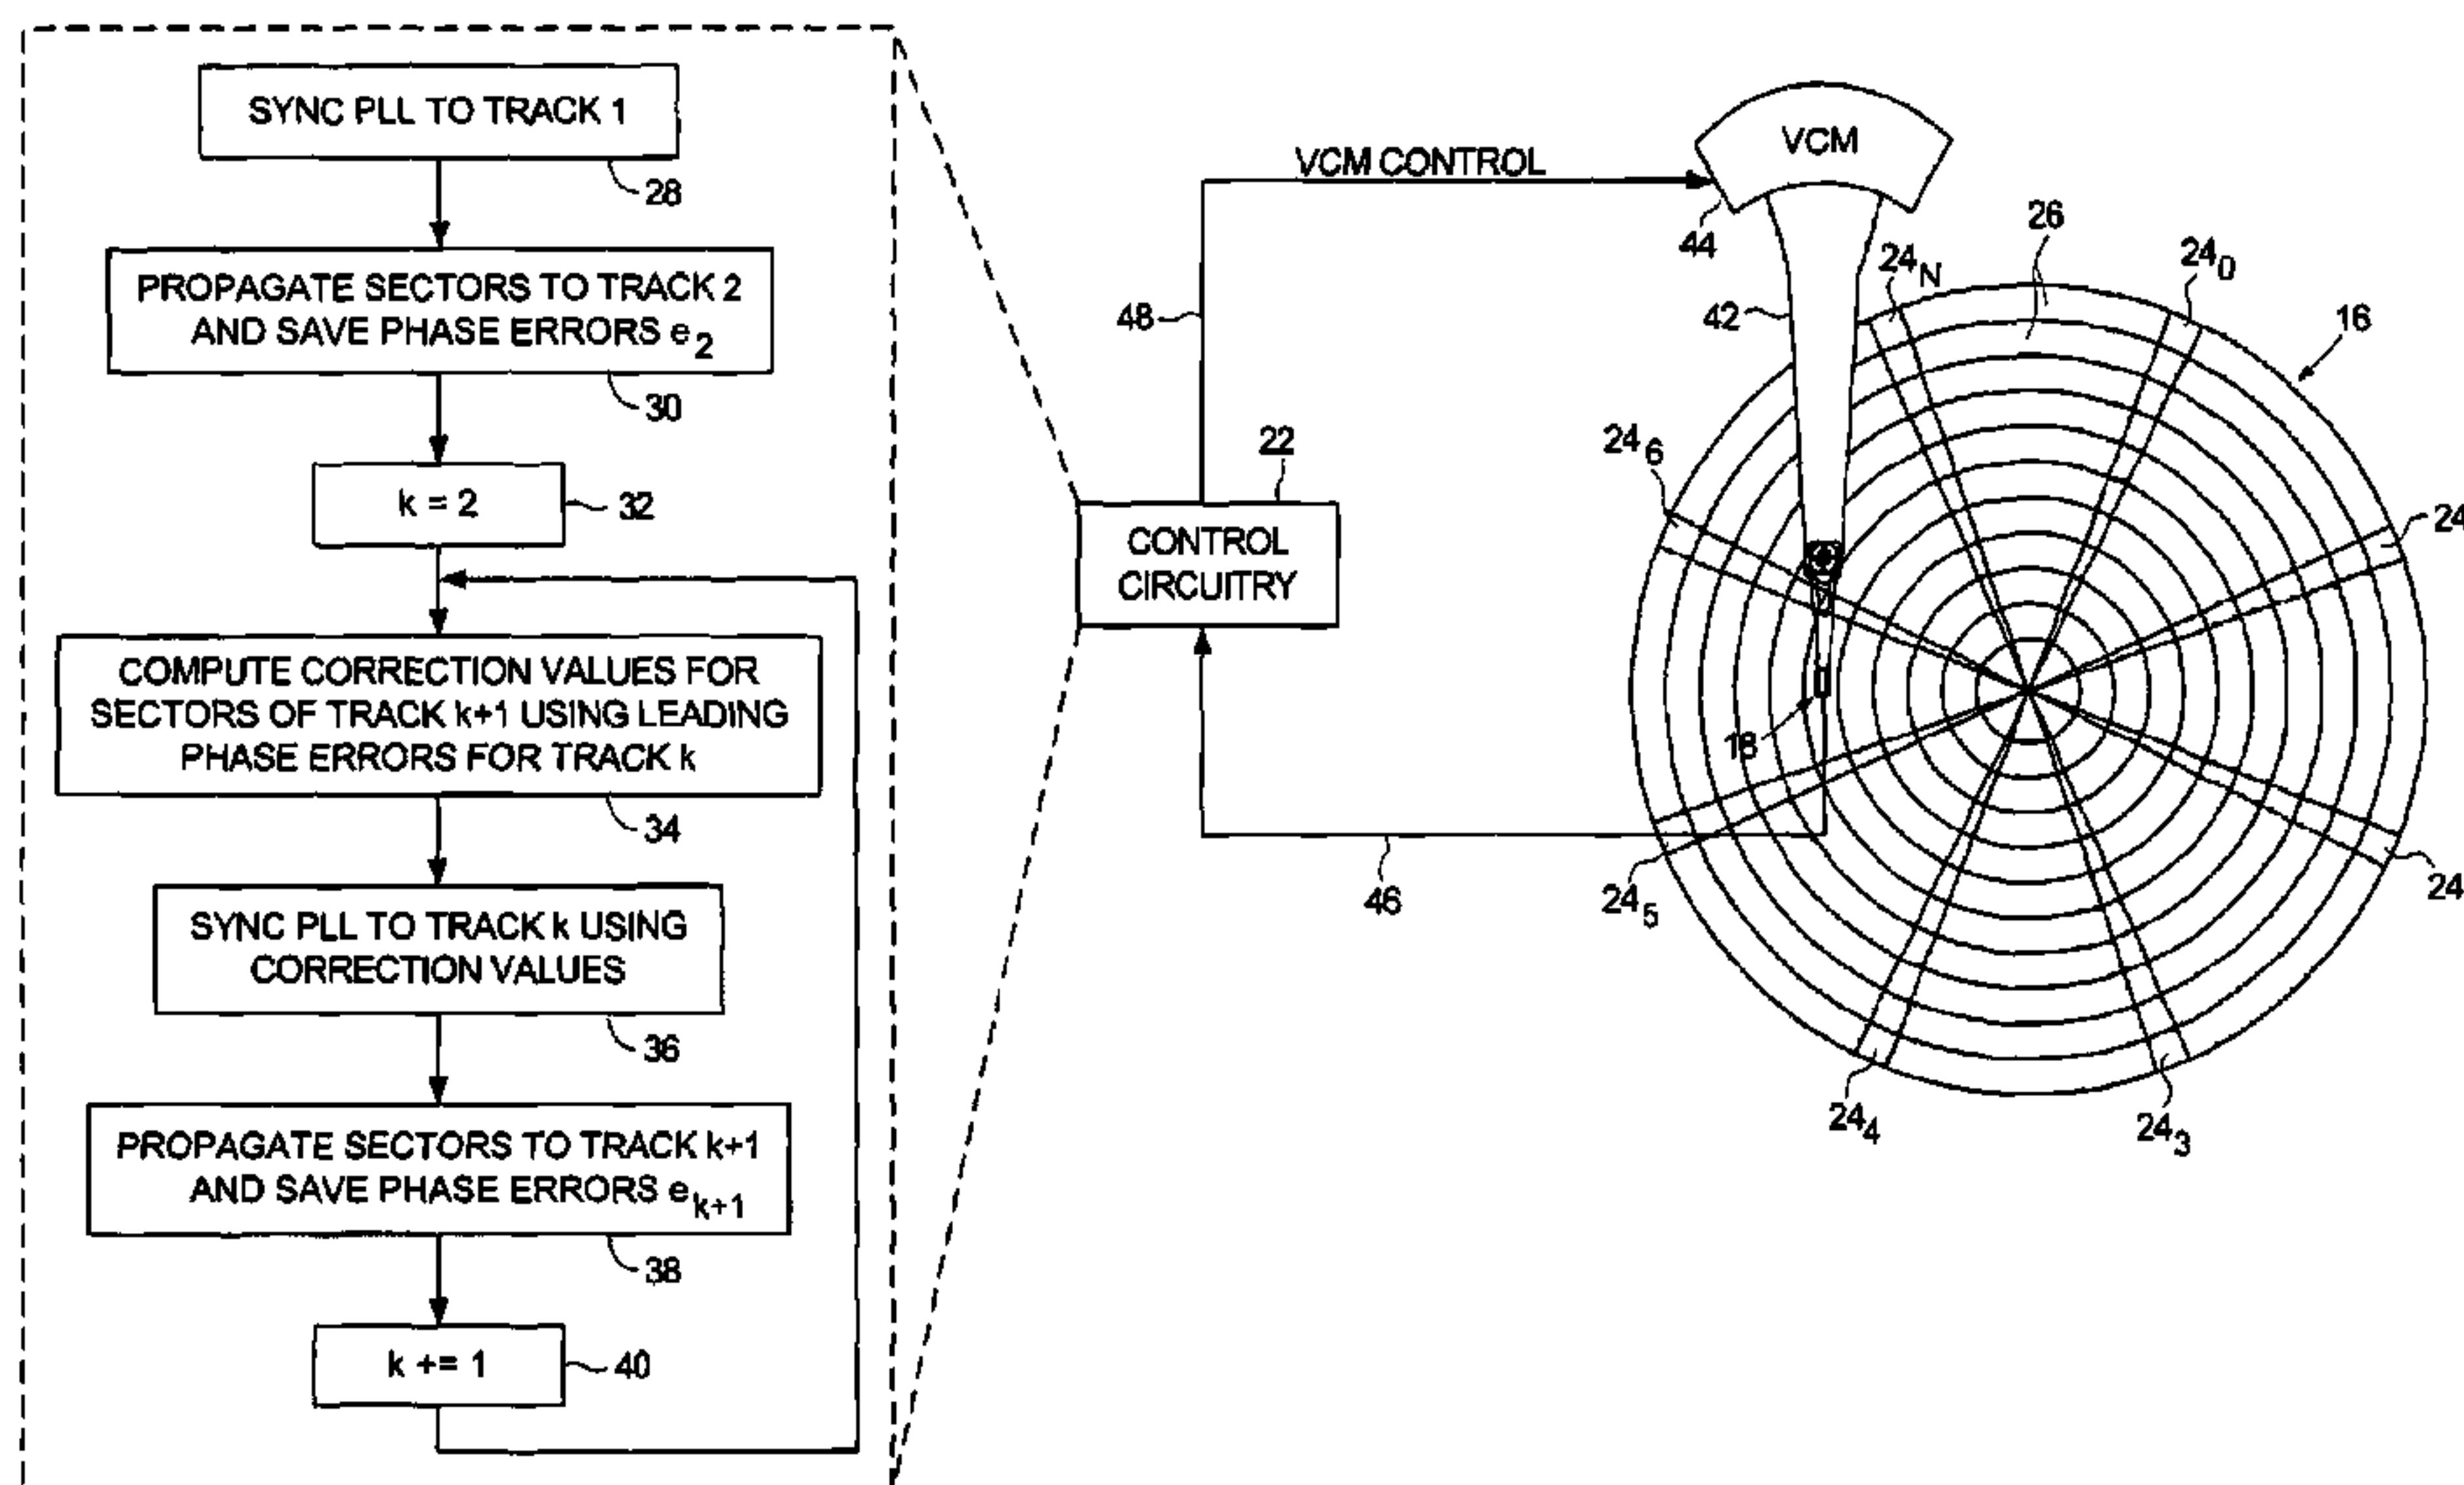 SYNC PLL TO TRACK 1
28
PROPAGATE SECTORS TO TRACK 2
AND SAVE PHASE ERRORS e2
30
k = 2
32
COMPUTE CORRECTION VALUES FOR
SECTORS OF TRACK k+1 USING LEADING
PHASE ERRORS FOR TRACK k
34
SYNC PLL TO TRACK k USING
CORRECTION VALUES
36
PROPAGATE SECTORS TO TRACK k+1
AND SAVE PHASE ERRORS ek+1
38
k += 1
40
CONTROL
CIRCUITRY
22
48
VCM CONTROL
46
VCM
44
42
18
16
26
24N
240
24
24
243
244
245
246